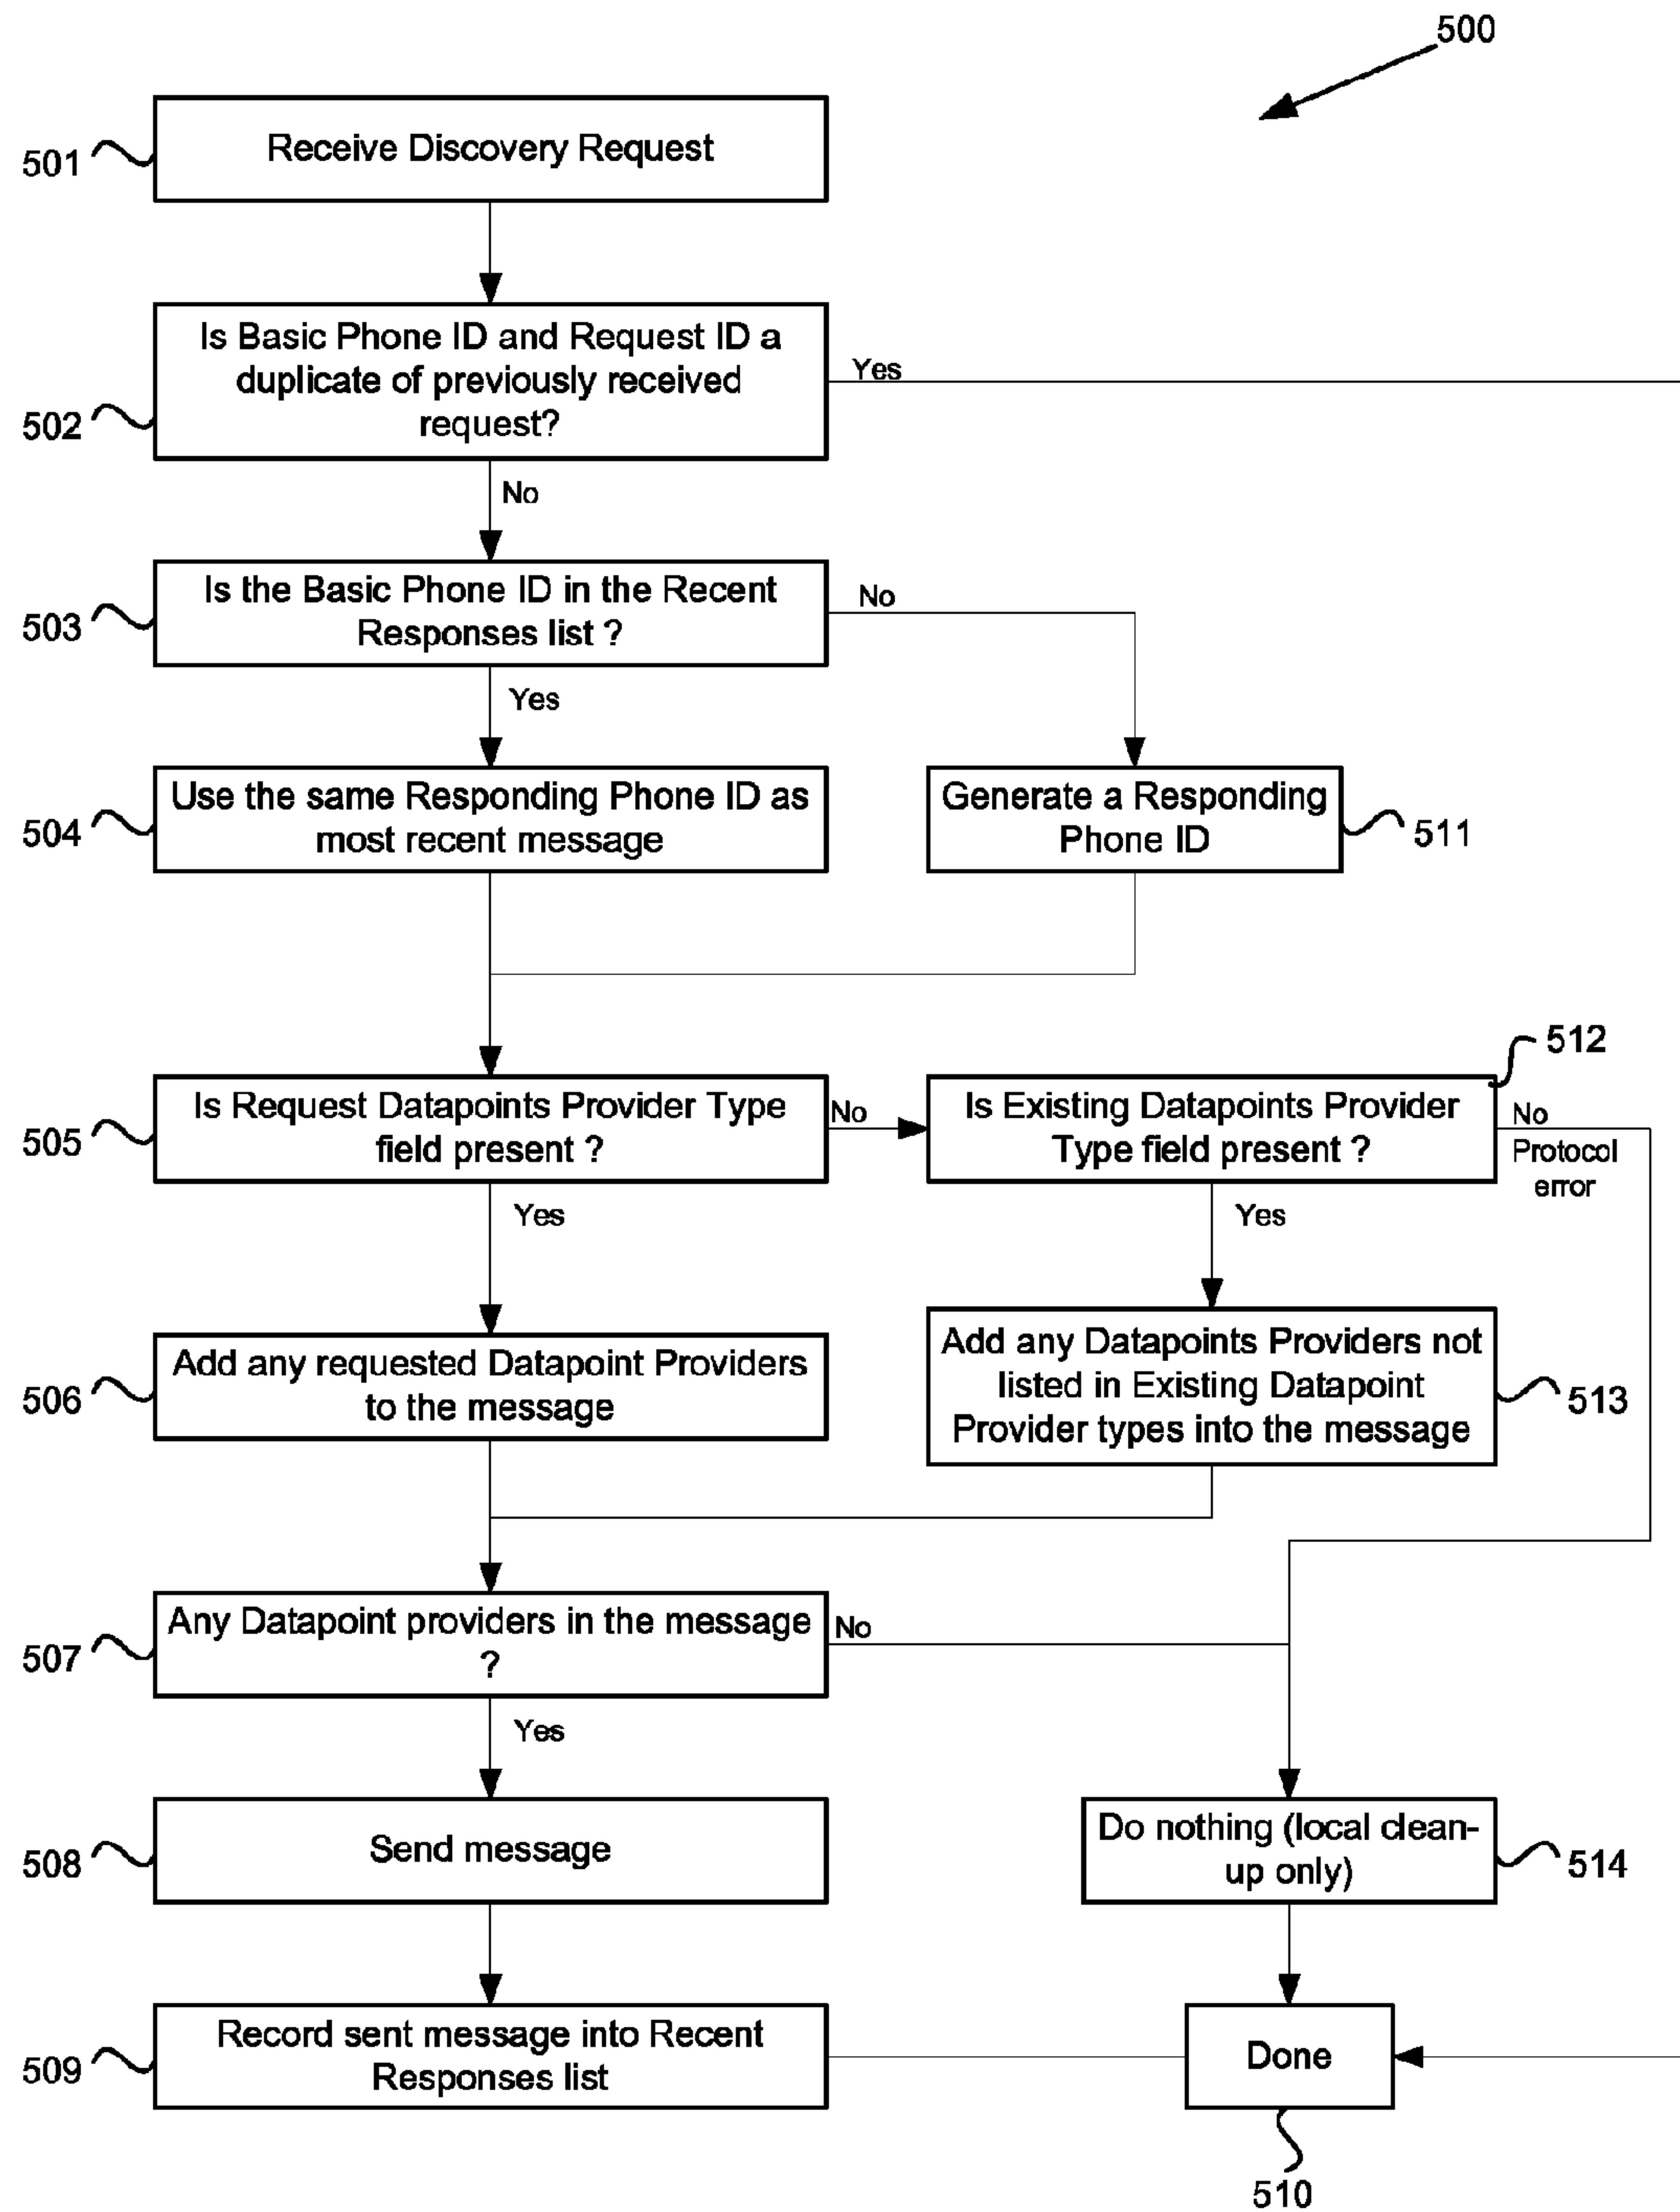 500
501
Receive Discovery Request
502
Is Basic Phone ID and Request ID a
duplicate of previously received
request?
Yes
No
503
Is the Basic Phone ID in the Recent
Responses list ?
No
Yes
504
Use the same Responding Phone ID as
most recent message
Generate a Responding
Phone ID
511
505
Is Request Datapoints Provider Type
field present ?
No
512
Is Existing Datapoints Provider
Type field present ?
No
Protocol
error
Yes
Yes
506
Add any requested Datapoint Providers
to the message
Add any Datapoints Providers not
listed in Existing Datapoint
Provider types into the message
513
507
Any Datapoint providers in the message
?
No
Yes
508
Send message
Do nothing (local clean-
up only)
514
509
Record sent message into Recent
Responses list
Done
510